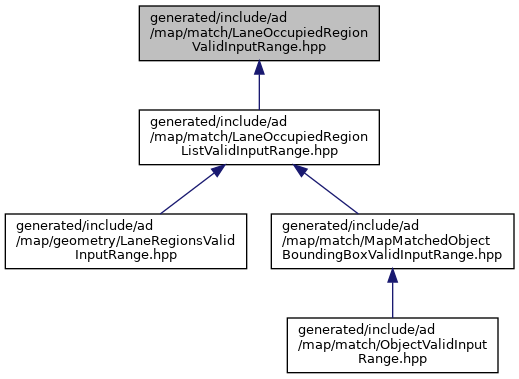 generated/include/ad
/map/match/LaneOccupiedRegion
ValidInputRange.hpp
generated/include/ad
/map/match/LaneOccupiedRegion
ListValidInputRange.hpp
generated/include/ad
/map/geometry/LaneRegionsValid
InputRange.hpp
generated/include/ad
/map/match/MapMatchedObject
BoundingBoxValidInputRange.hpp
generated/include/ad
/map/match/ObjectValidInput
Range.hpp